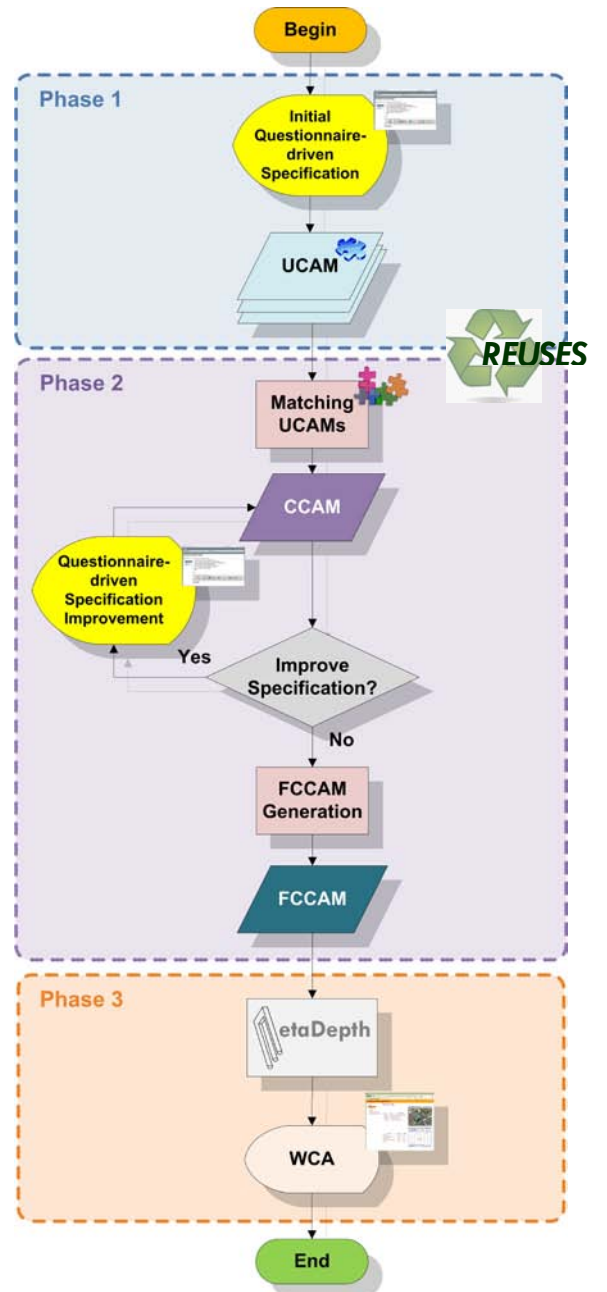 Begin
Phase 1
Initial
Questionnaire-
driven
Specification
UCAM
REUSES
Phase 2
Matching
UCAMs
CCAM
Questionnaire-
driven
Specification
Improvement
Yes
Improve
Specification?
No
FCCAM
Generation
FCCAM
Phase 3
etaDepth
WCA
End